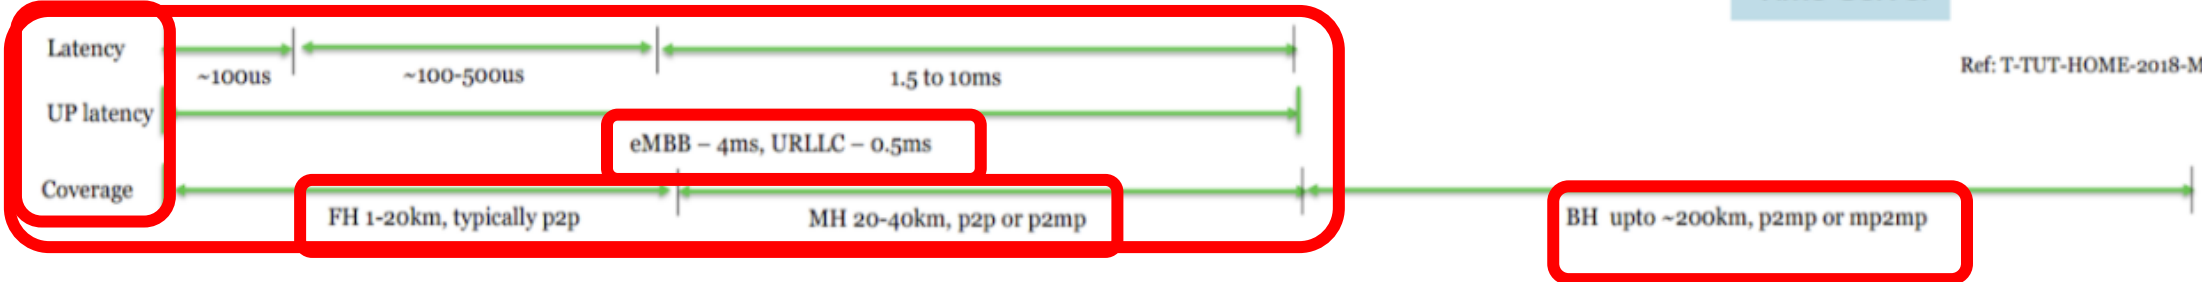 Latency
~100us
~100-500us
1.5 to 10ms
Ref: T-TUT-HOME-2018-M
UP latency
eMBB – 4ms, URLLC – 0.5ms
Coverage
FH 1-20km, typically p2p
MH 20-40km, p2p or p2mp
BH upto ~200km, p2mp or mp2mp